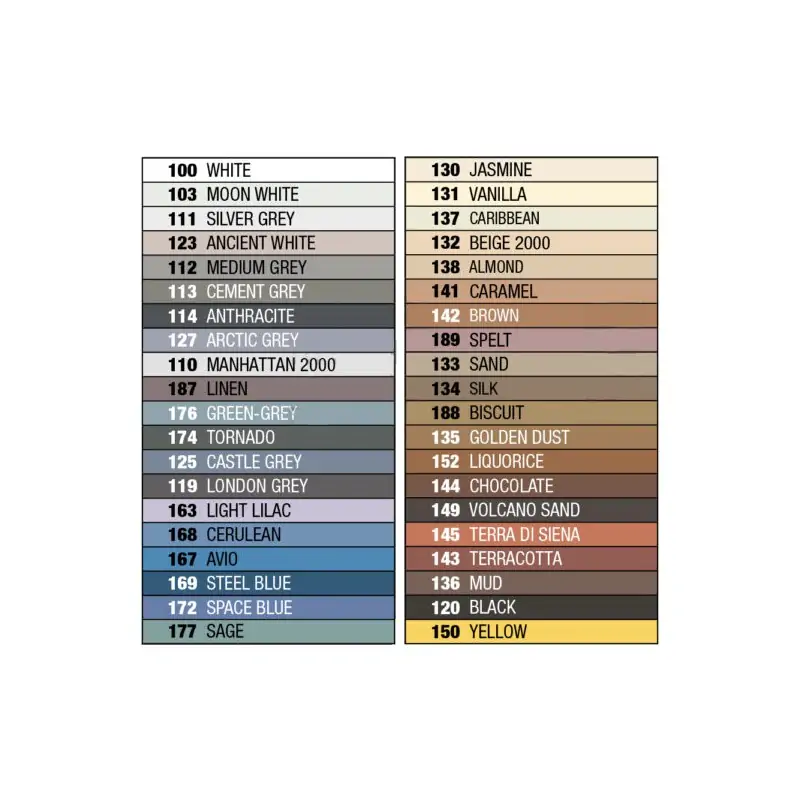 100 WHITE
103 MOON WHITE
111 SILVER GREY
123 ANCIENT WHITE
112 MEDIUM GREY
113 CEMENT GREY
114 ANTHRACITE
127 ARCTIC GREY
110 MANHATTAN 2000
187 LINEN
176 GREEN-GREY
174 TORNADO
125 CASTLE GREY
119 LONDON GREY
163 LIGHT LILAC
168 CERULEAN
167 AVIO
169 STEEL BLUE
172 SPACE BLUE
177 SAGE
130 JASMINE
131 VANILLA
137 CARIBBEAN
132 BEIGE 2000
138 ALMOND
141 CARAMEL
142 BROWN
189 SPELT
133 SAND
134 SILK
188 BISCUIT
135 GOLDEN DUST
152 LIQUORICE
144 CHOCOLATE
149 VOLCANO SAND
145 TERRA DI SIENA
143 TERRACOTTA
136 MUD
120 BLACK
150 YELLOW